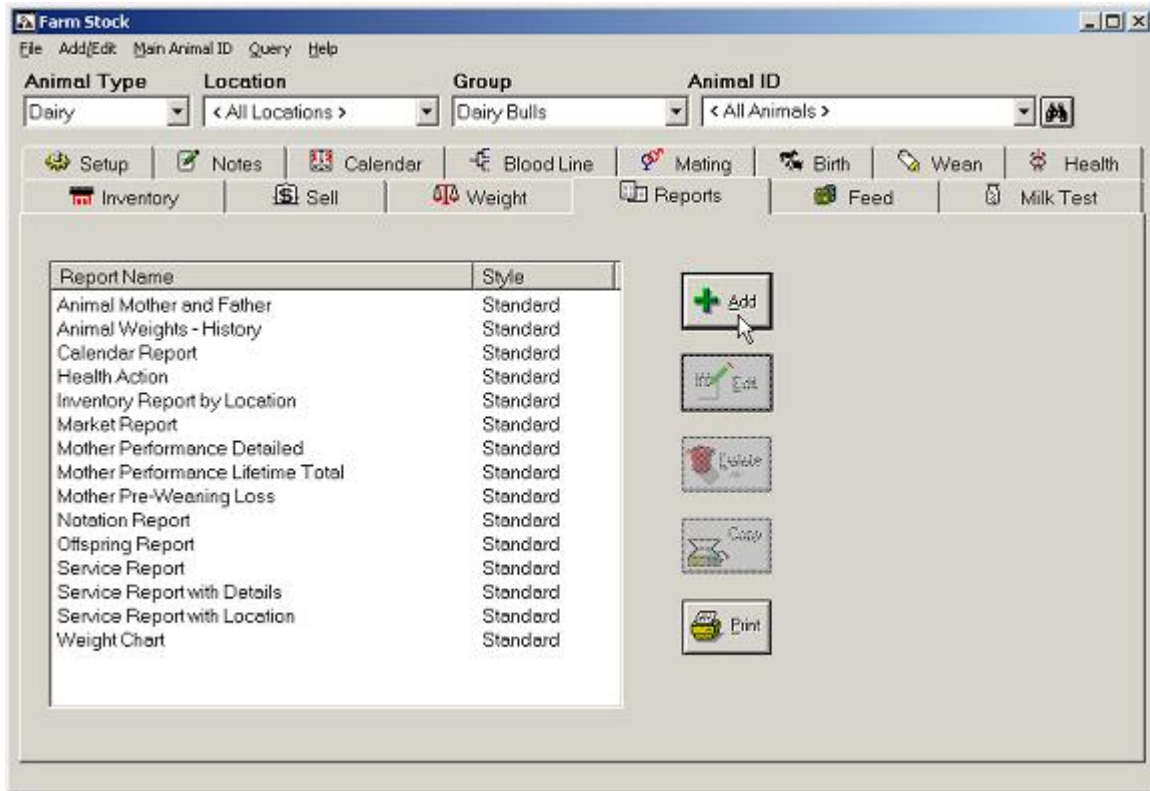 Farm Stock
File Add/Edit Main Animal ID Query Help
Animal Type Location Group Animal ID
Dairy < All Locations > Dairy Bulls < All Animals >
Setup Notes Calendar Blood Line Mating Birth Wean Health
Inventory Sell Weight Reports Feed Milk Test
Report Name Style
Animal Mother and Father Standard
Animal Weights - History Standard
Calendar Report Standard
Health Action Standard
Inventory Report by Location Standard
Market Report Standard
Mother Performance Detailed Standard
Mother Performance Lifetime Total Standard
Mother Pre-Weaning Loss Standard
Notation Report Standard
Offspring Report Standard
Service Report Standard
Service Report with Details Standard
Service Report with Location Standard
Weight Chart Standard
Add
Edit
Delete
Copy
Print